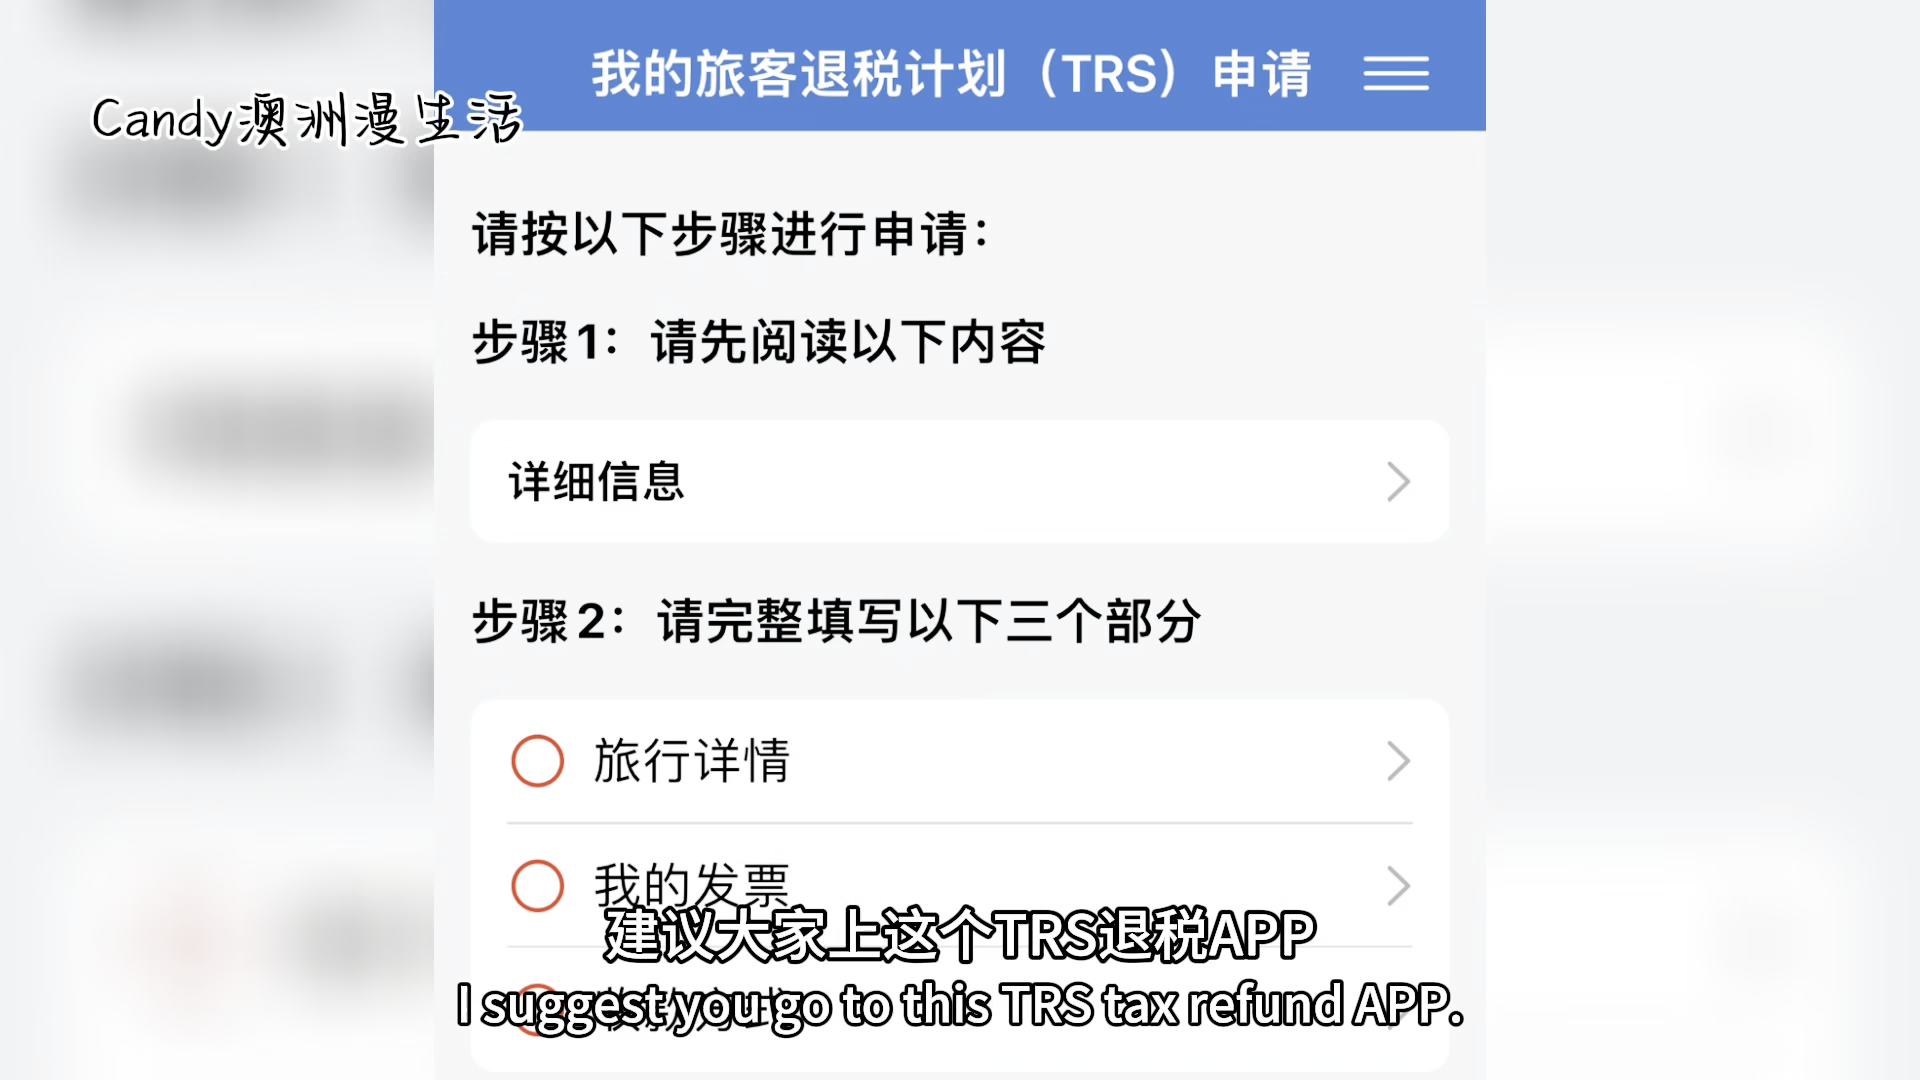 我的旅客退税计划（TRS）申请
Candy澳洲漫生活
请按以下步骤进行申请：
步骤1：请先阅读以下内容
详细信息
步骤2：请完整填写以下三个部分
旅行详情
我的发票
建议大家上这个TRS退税APP
I suggest you go to this TRS tax refund APP.